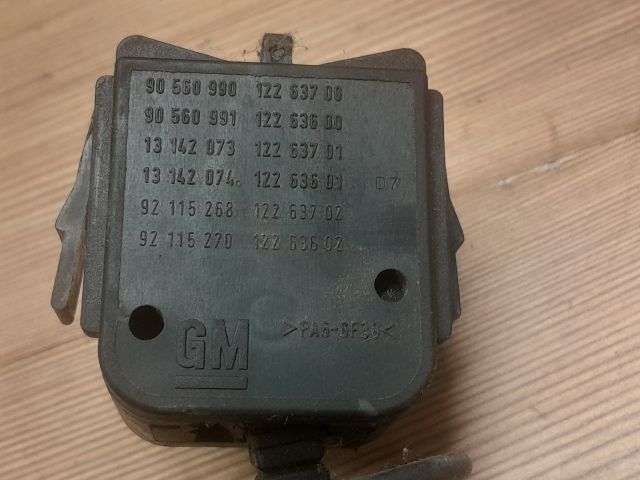 90 560 990 122 637 00
90 560 991 122 636 00
13 142 073 122 637 01
13 142 074 122 636 01 D7
92 115 268 122 637 02
92 115 270 122 636 02
GM >PA6-GF30<